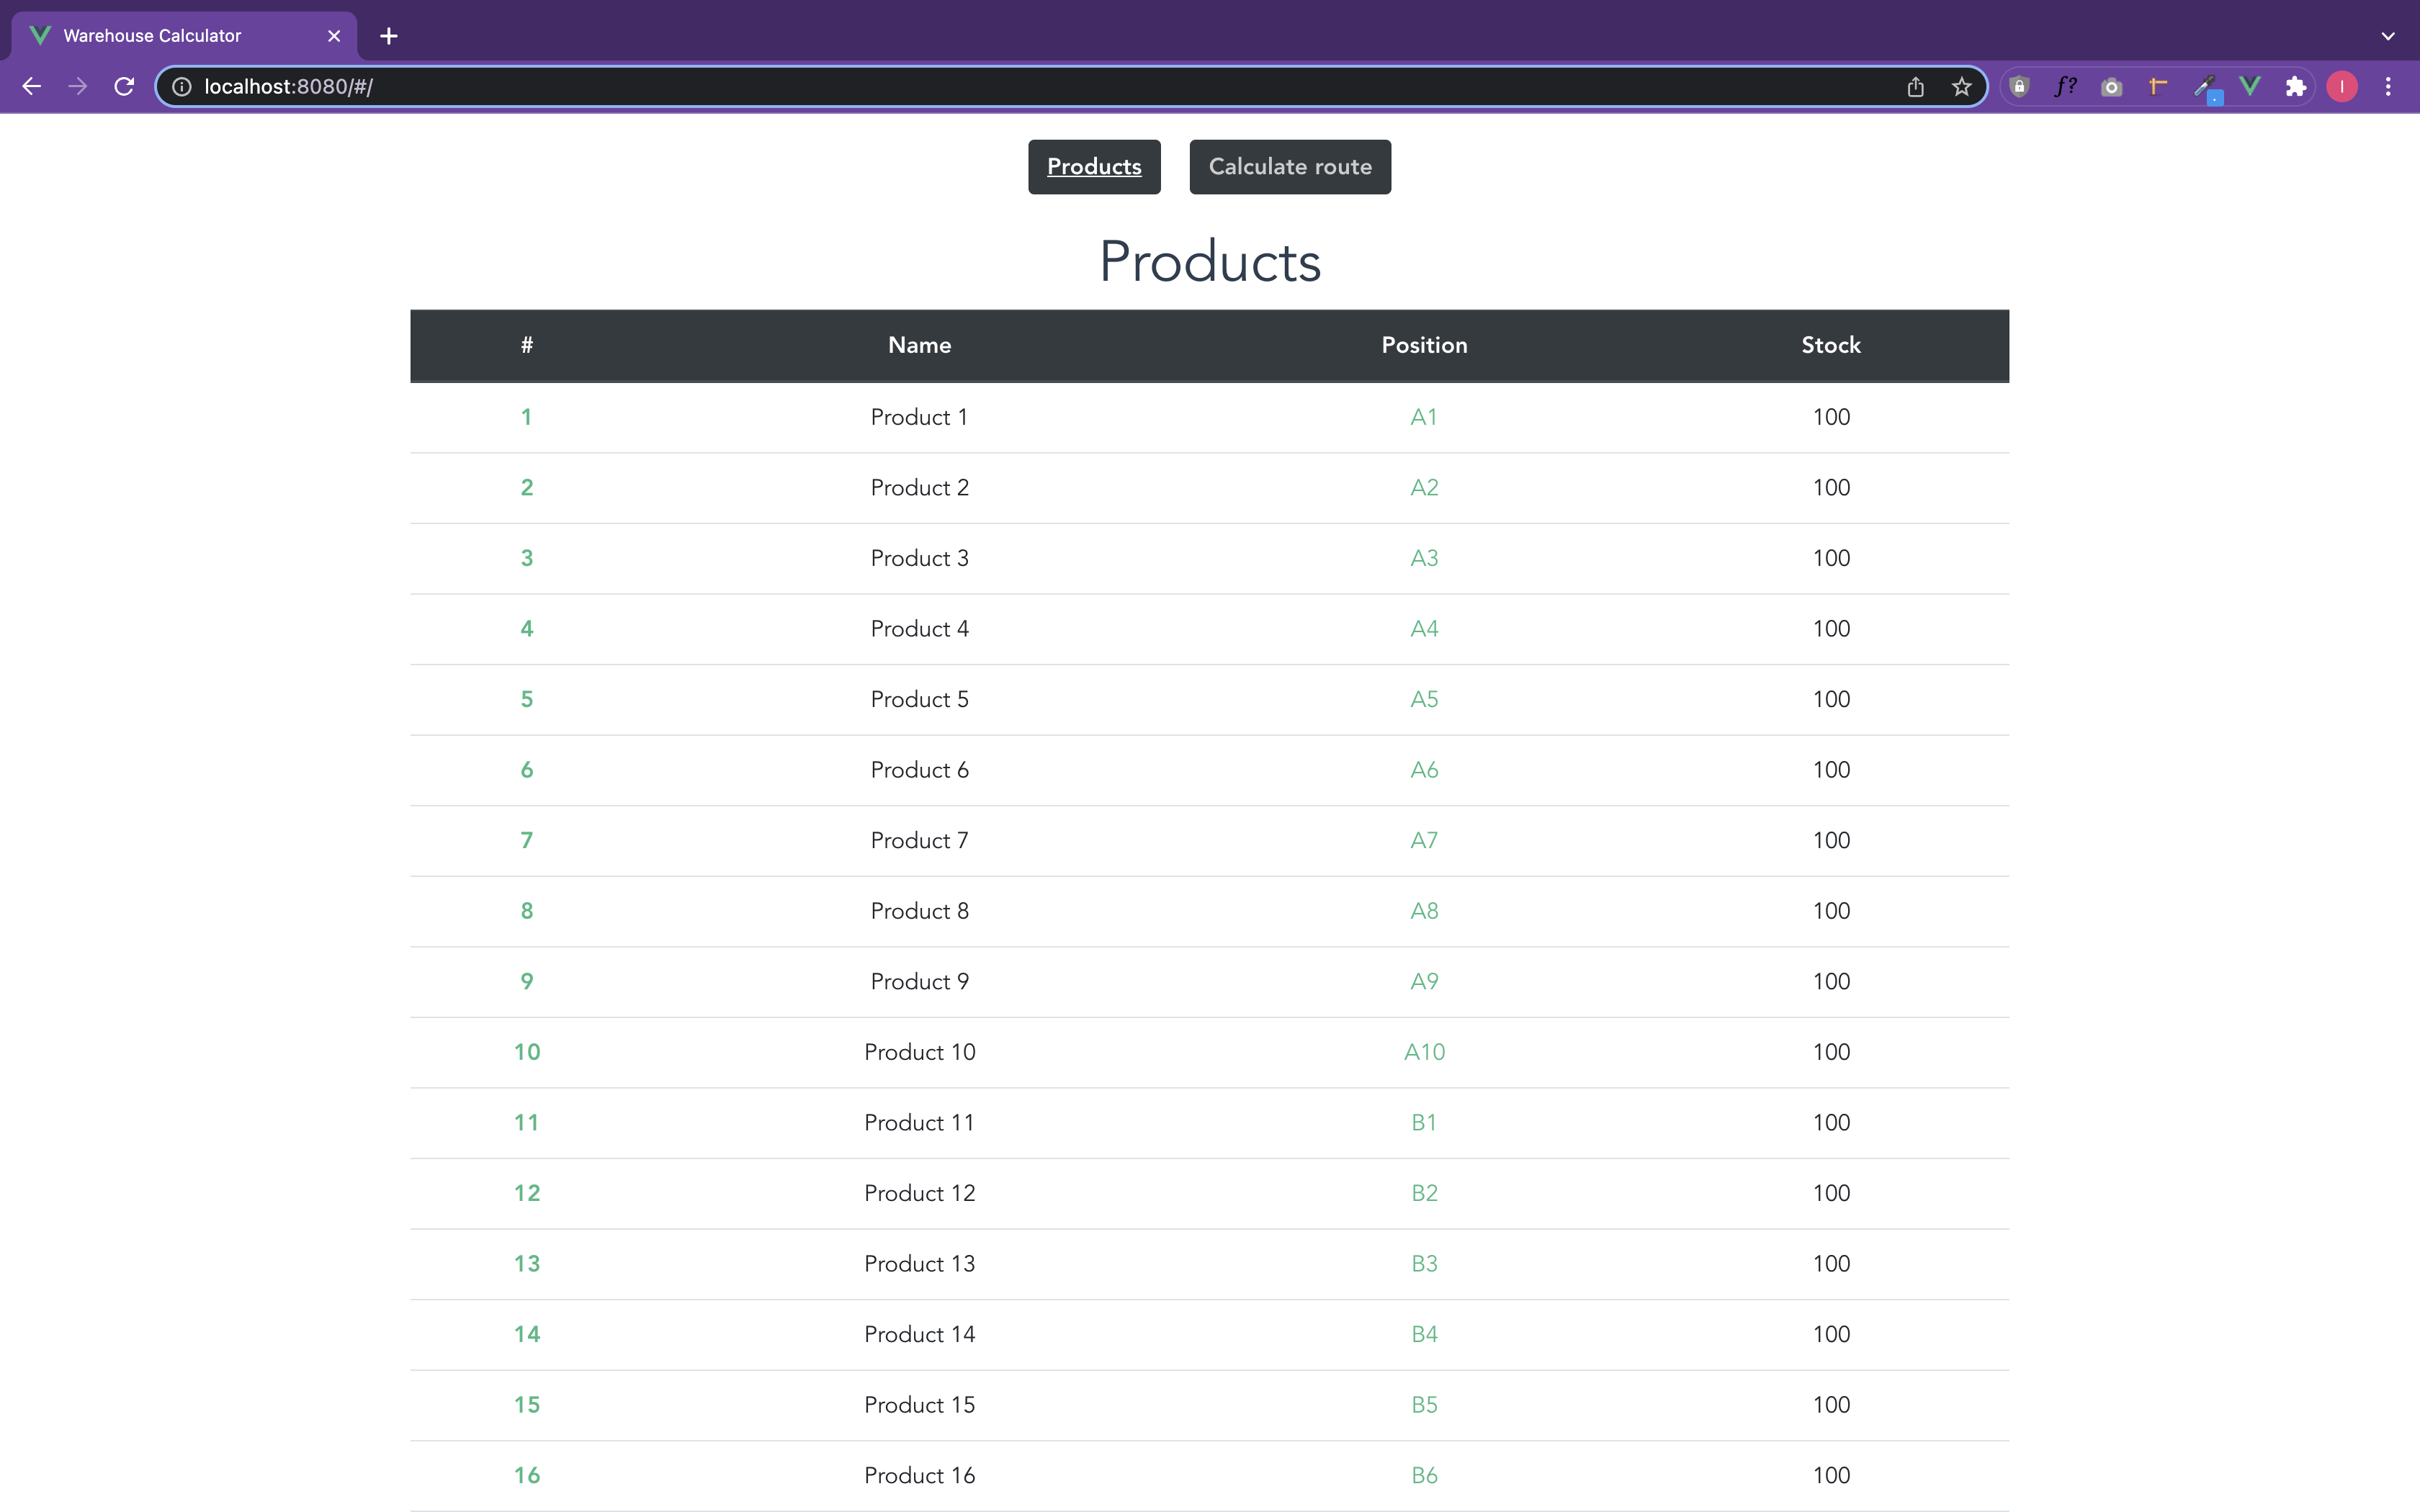 Warehouse Calculator
localhost:8080/#/
f?
I
Products Calculate route
Products
# Name Position Stock
1 Product 1 A1 100
2 Product 2 A2 100
3 Product 3 A3 100
4 Product 4 A4 100
5 Product 5 A5 100
6 Product 6 A6 100
7 Product 7 A7 100
8 Product 8 A8 100
9 Product 9 A9 100
10 Product 10 A10 100
11 Product 11 B1 100
12 Product 12 B2 100
13 Product 13 B3 100
14 Product 14 B4 100
15 Product 15 B5 100
16 Product 16 B6 100